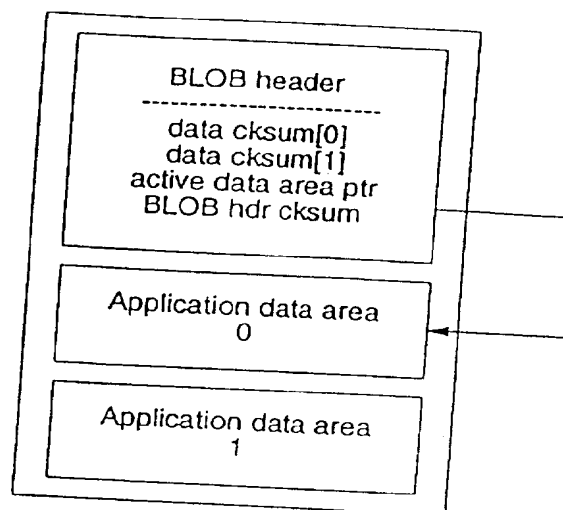 BLOB header
data cksum[0]
data cksum[1]
active data area ptr
BLOB hdr cksum
Application data area
0
Application data area
1